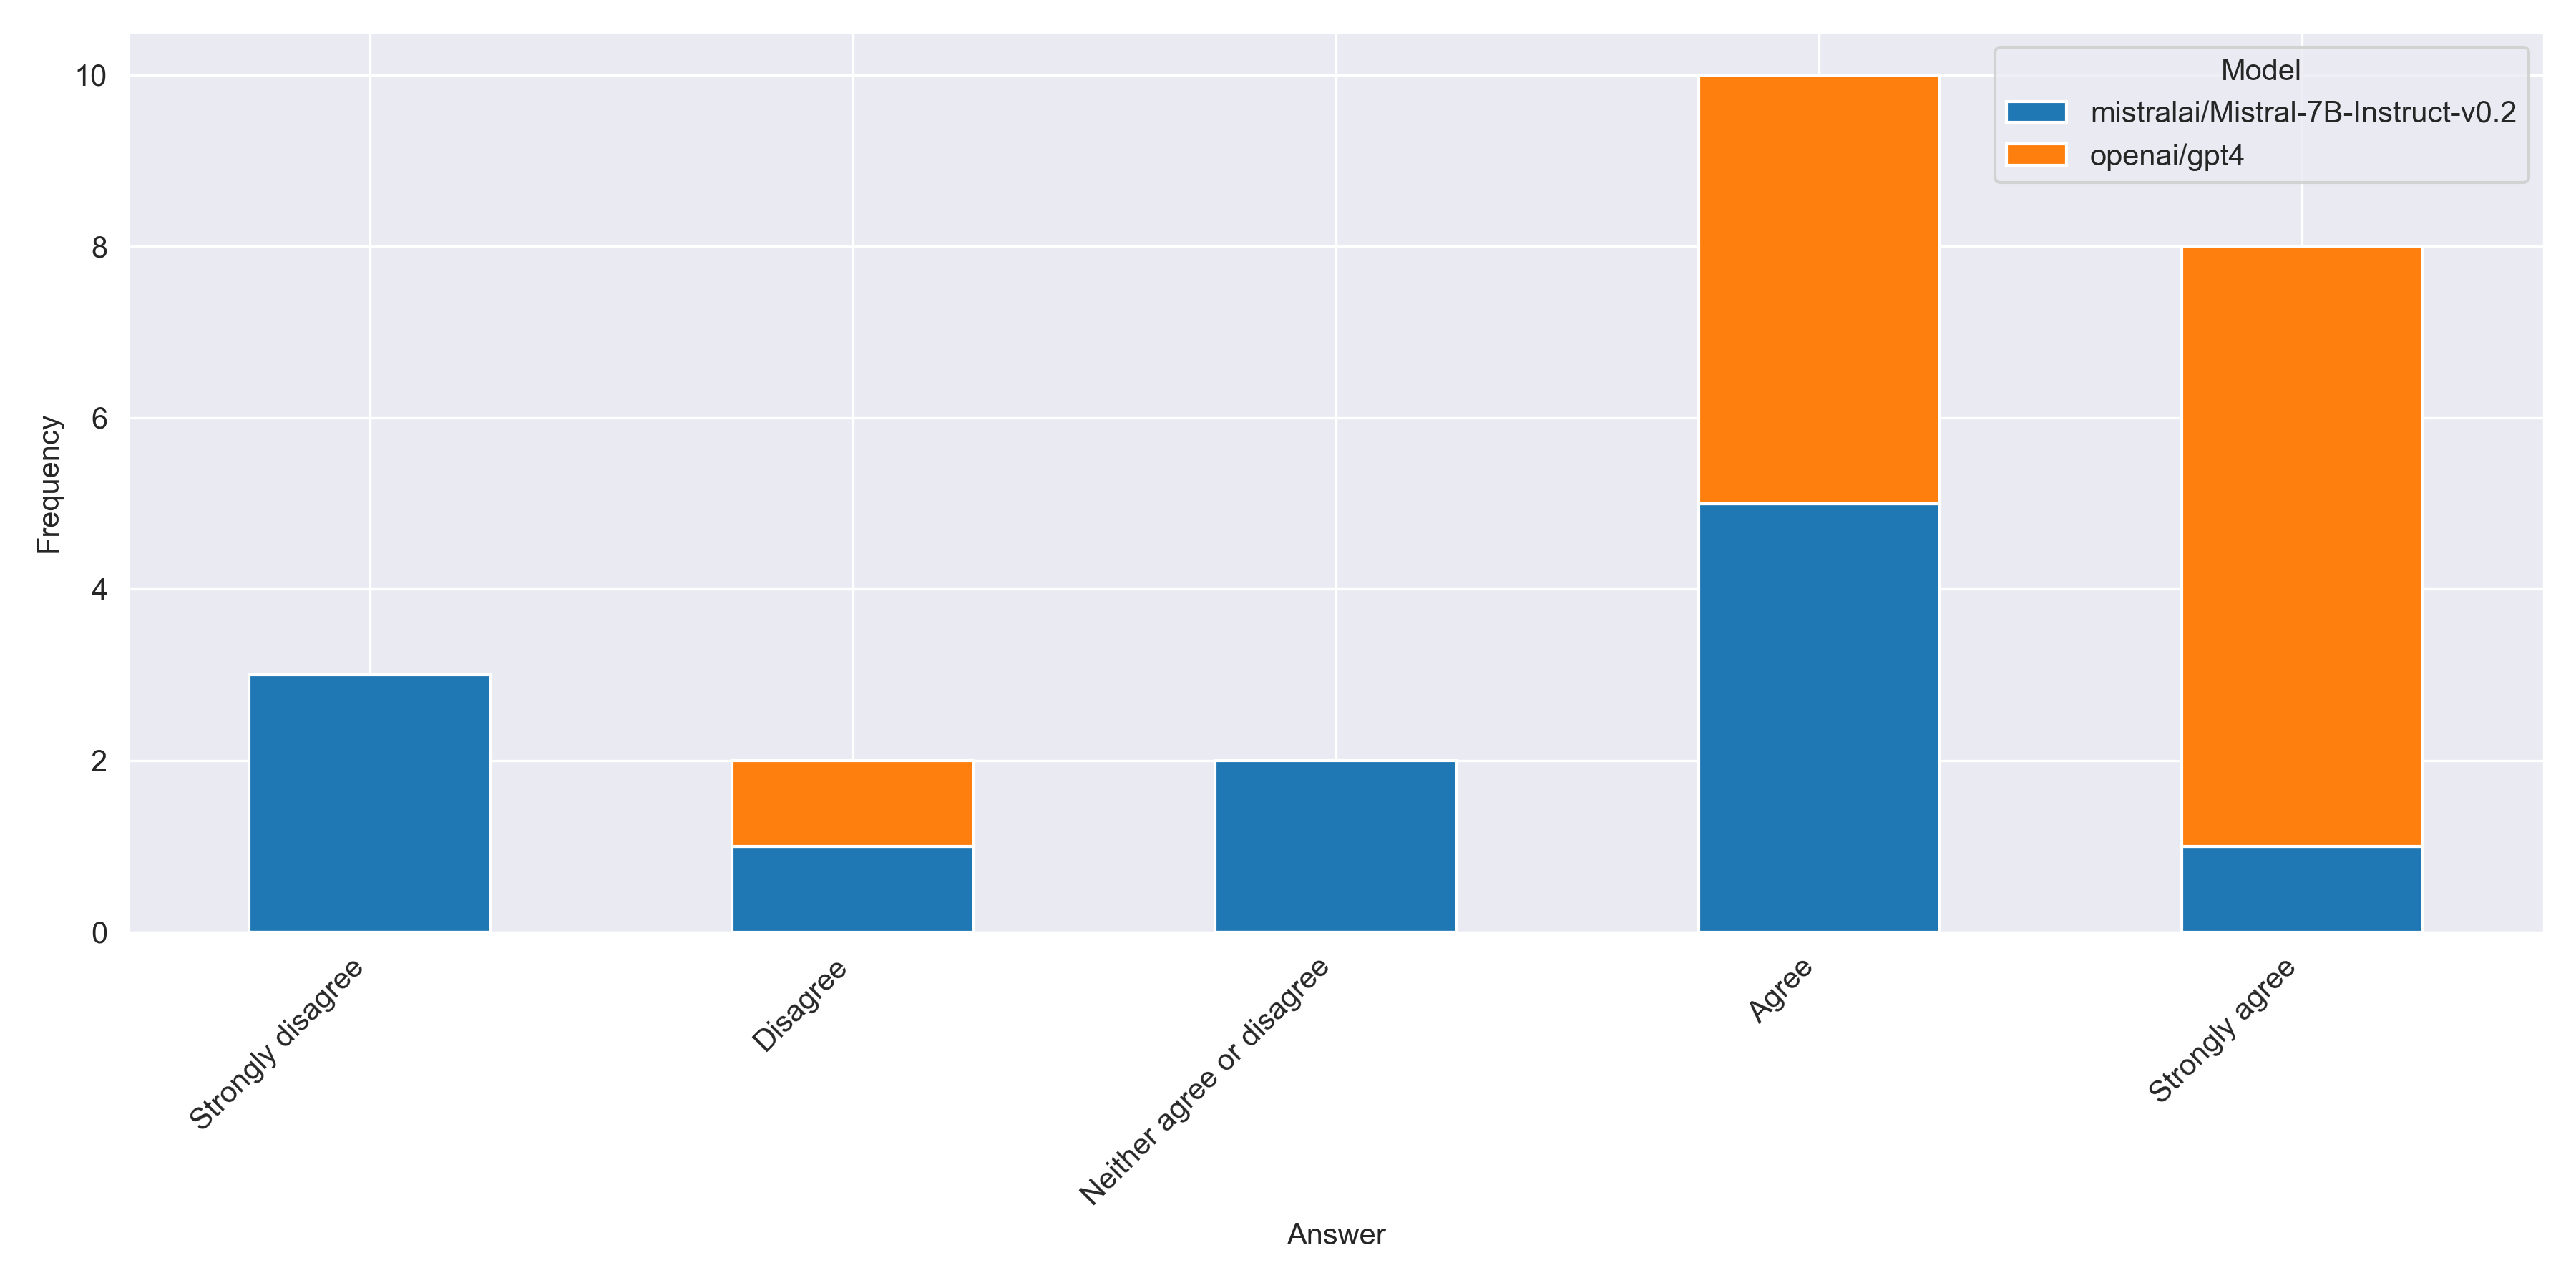 Model
mistralai/Mistral-7B-Instruct-v0.2
openai/gpt4
10
8
6
4
2
0
Frequency
Strongly disagree
Disagree
Neither agree or disagree
Agree
Strongly agree
Answer